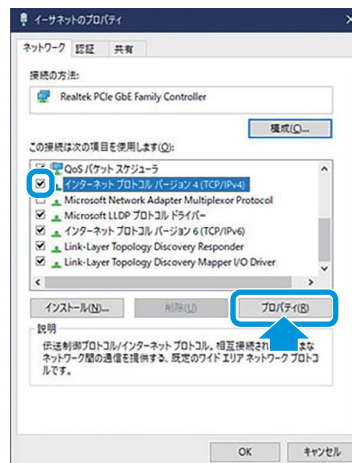 イーサネットのプロパティ
ネットワーク 認証 共有
接続の方法:
Realtek PCIe GbE Family Controller
構成(C)...
この接続は次の項目を使用します(O):
QoS パケット スケジューラ
インターネット プロトコル バージョン 4 (TCP/IPv4)
Microsoft Network Adapter Multiplexor Protocol
Microsoft LLDP プロトコル ドライバー
インターネット プロトコル バージョン 6 (TCP/IPv6)
Link-Layer Topology Discovery Responder
Link-Layer Topology Discovery Mapper I/O Driver
インストール(N)... 削除(U) プロパティ(R)
説明
伝送制御プロトコル/インターネット プロトコル。相互接続され まな
ネットワーク間の通信を提供する、既定のワイド エリア ネットワーク プロトコ
ルです。
OK キャンセル